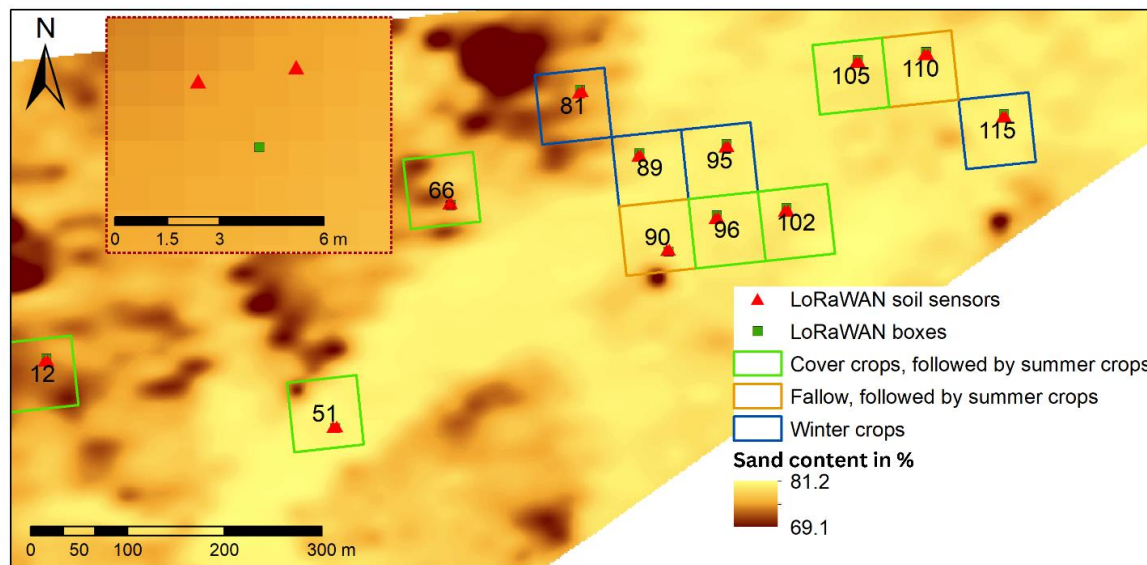 N
0 1.5 3 6 m
81
105
110
115
89
95
66
90
96
102
12
51
LoRaWAN soil sensors
LoRaWAN boxes
Cover crops, followed by summer crops
Fallow, followed by summer crops
Winter crops
Sand content in %
81.2
69.1
0 50 100 200 300 m